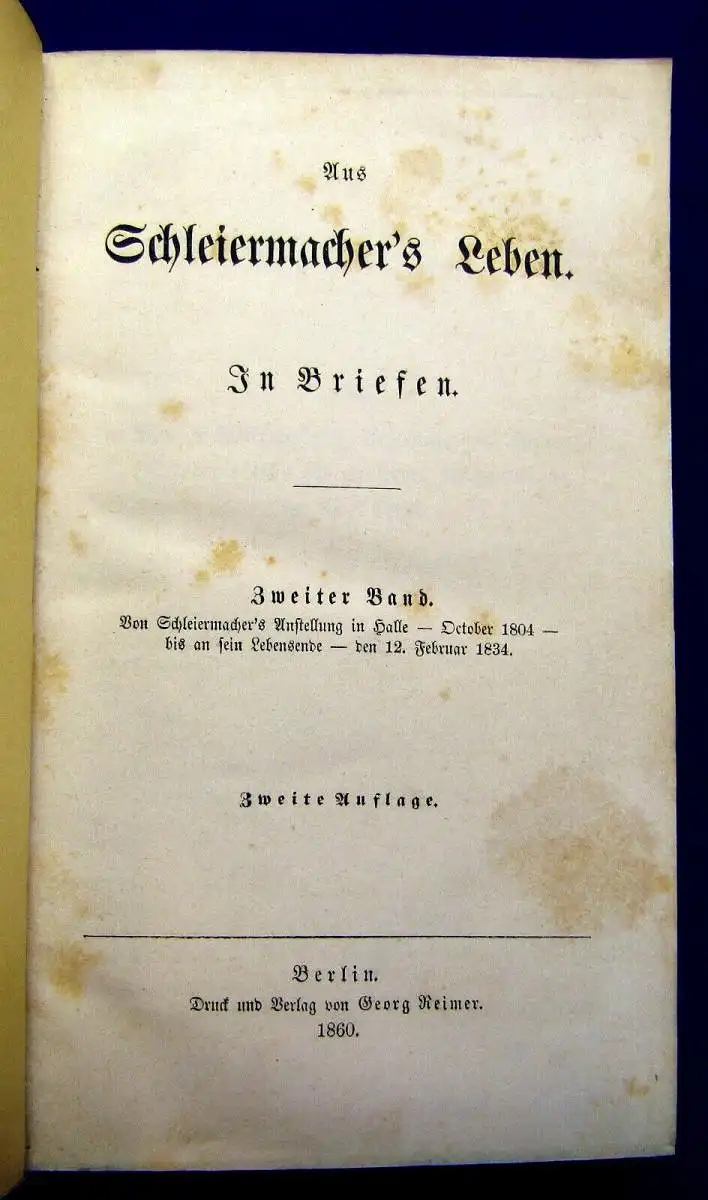 Aus
Schleiermacher's Leben.
In Briefen.
Zweiter Band.
Von Schleiermacher's Anstellung in Halle — October 1804 —
bis an sein Lebensende — den 12. Februar 1834.
Zweite Auflage.
Berlin.
Druck und Verlag von Georg Reimer.
1860.